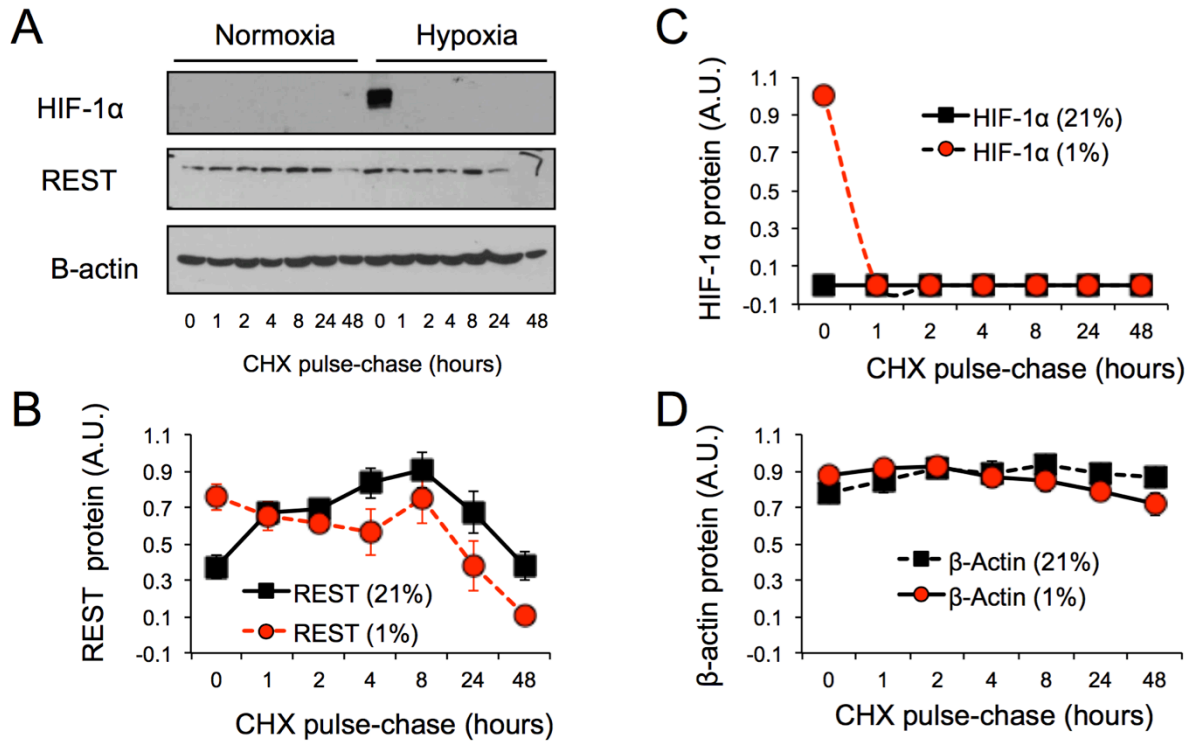 A
Normoxia Hypoxia
HIF-1α
REST
B-actin
0 1 2 4 8 24 48 0 1 2 4 8 24 48
CHX pulse-chase (hours)
B
REST protein (A.U.)
1.1
0.9
0.7
0.5
0.3
0.1
-0.1
REST (21%)
REST (1%)
0 1 2 4 8 24 48
CHX pulse-chase (hours)
C
HIF-1α protein (A.U.)
1.1
0.9
0.7
0.5
0.3
0.1
-0.1
HIF-1α (21%)
HIF-1α (1%)
0 1 2 4 8 24 48
CHX pulse-chase (hours)
D
β-actin protein (A.U.)
1.1
0.9
0.7
0.5
0.3
0.1
-0.1
β-Actin (21%)
β-Actin (1%)
0 1 2 4 8 24 48
CHX pulse-chase (hours)